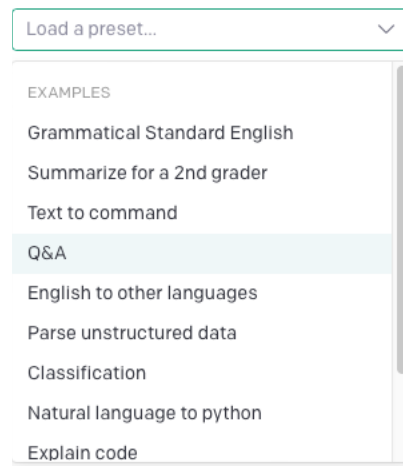 Load a preset...
EXAMPLES
Grammatical Standard English
Summarize for a 2nd grader
Text to command
Q&A
English to other languages
Parse unstructured data
Classification
Natural language to python
Explain code